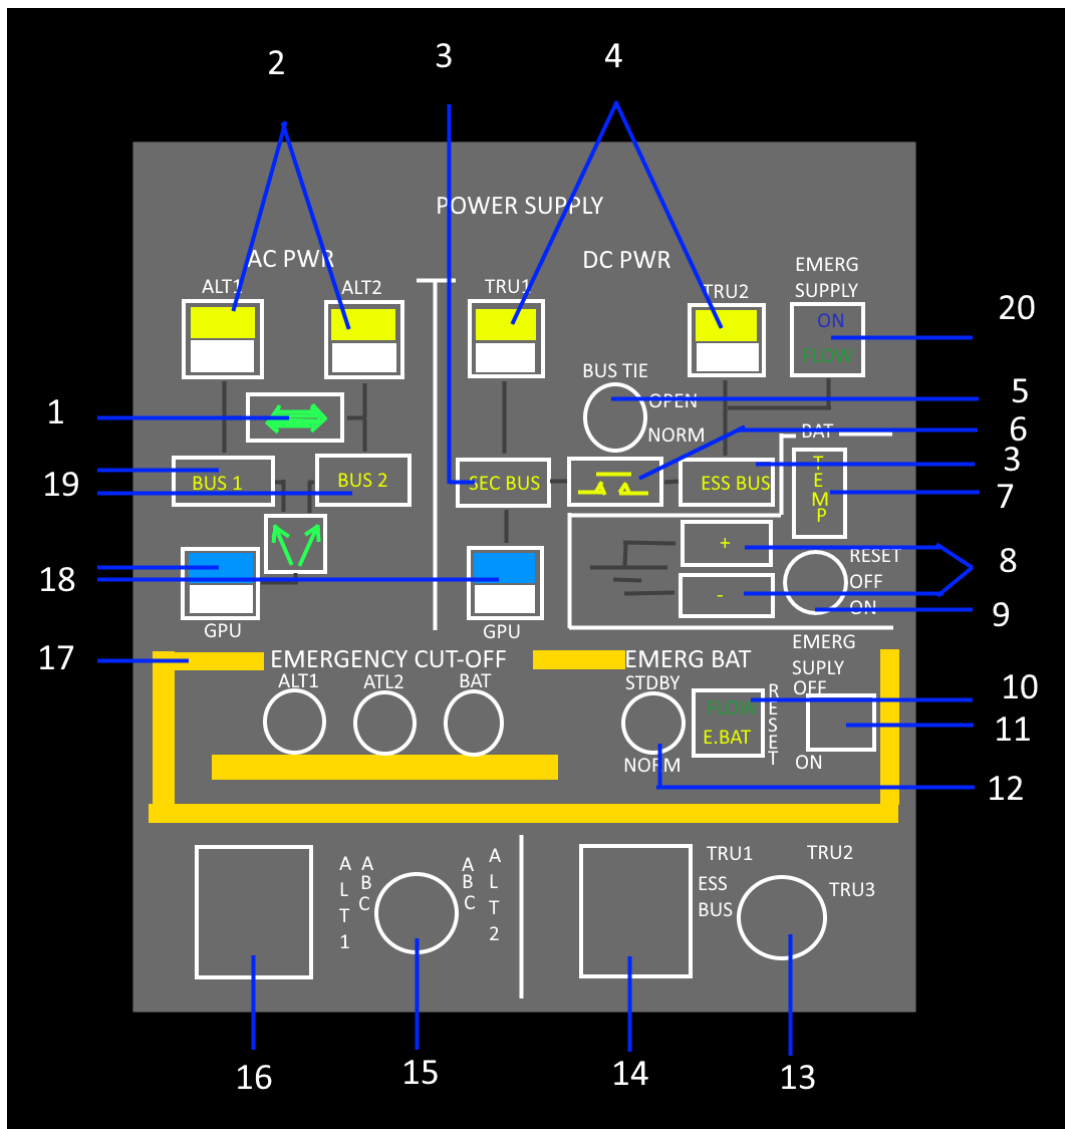 2
3
4
POWER SUPPLY
AC PWR
DC PWR
EMERG
SUPPLY
ALT1
ALT2
TRU1
TRU2
ON
FLOW
20
BUS TIE
OPEN
NORM
5
1
6
BAT
BUS 1
BUS 2
SEC BUS
ESS BUS
TEMP
3
19
7
+
-
RESET
OFF
ON
8
18
9
GPU
GPU
17
EMERGENCY CUT-OFF
EMERG BAT
EMERG
SUPLY
OFF
ALT1
ATL2
BAT
STDBY
FLOW
E.BAT
RESET
10
11
NORM
ON
12
ALT1
ABC
ABC
ALT2
TRU1
TRU2
ESS
BUS
TRU3
16
15
14
13